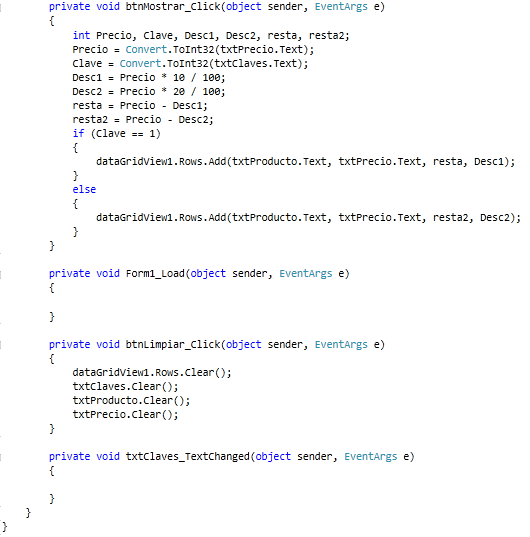 private void btnMostrar_Click(object sender, EventArgs e)
{
int Precio, Clave, Desc1, Desc2, resta, resta2;
Precio = Convert.ToInt32(txtPrecio.Text);
Clave = Convert.ToInt32(txtClaves.Text);
Desc1 = Precio * 10 / 100;
Desc2 = Precio * 20 / 100;
resta = Precio - Desc1;
resta2 = Precio - Desc2;
if (Clave == 1)
{
dataGridView1.Rows.Add(txtProducto.Text, txtPrecio.Text, resta, Desc1);
}
else
{
dataGridView1.Rows.Add(txtProducto.Text, txtPrecio.Text, resta2, Desc2);
}
}
private void Form1_Load(object sender, EventArgs e)
{
}
private void btnLimpiar_Click(object sender, EventArgs e)
{
dataGridView1.Rows.Clear();
txtClaves.Clear();
txtProducto.Clear();
txtPrecio.Clear();
}
private void txtClaves_TextChanged(object sender, EventArgs e)
{
}
}
}